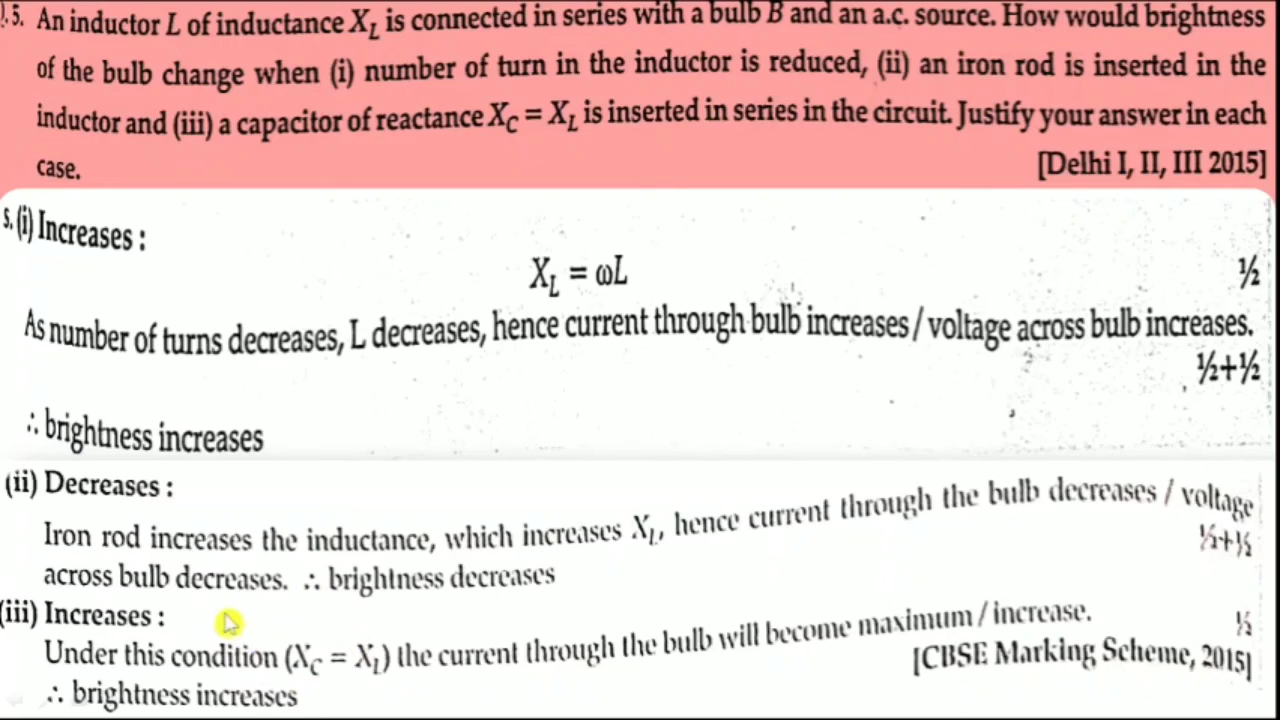 ).5. An inductor L of inductance X_L is connected in series with a bulb B and an a.c. source. How would brightness
of the bulb change when (i) number of turn in the inductor is reduced, (ii) an iron rod is inserted in the
inductor and (iii) a capacitor of reactance X_C = X_L is inserted in series in the circuit. Justify your answer in each
case. [Delhi I, II, III 2015]
s. (i) Increases :
X_L = ωL ½
As number of turns decreases, L decreases, hence current through bulb increases / voltage across bulb increases.
½+½
∴ brightness increases
(ii) Decreases :
Iron rod increases the inductance, which increases X_L, hence current through the bulb decreases / voltage
across bulb decreases. ∴ brightness decreases ½+½
(iii) Increases :
Under this condition (X_C = X_L) the current through the bulb will become maximum / increase. ½
∴ brightness increases [CBSE Marking Scheme, 2015]